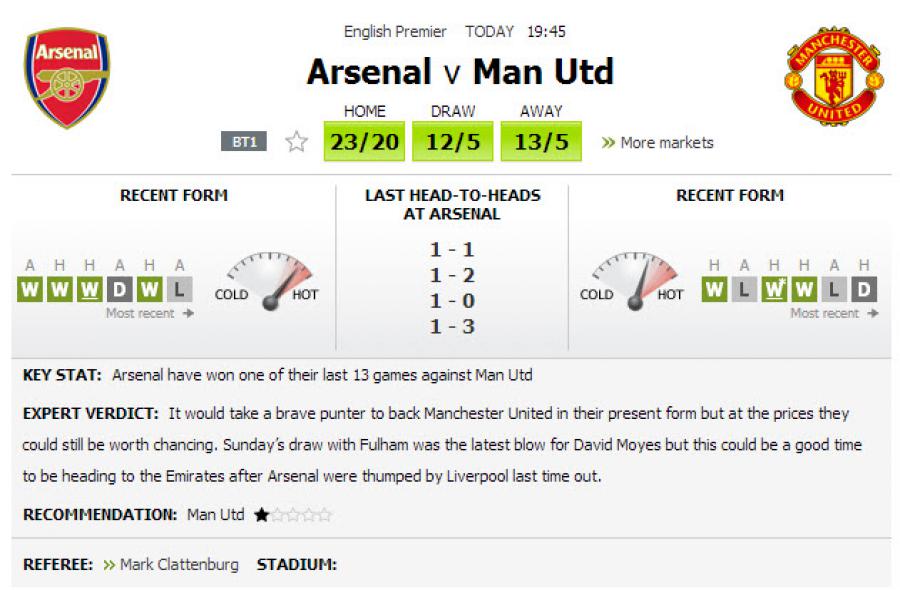 English Premier TODAY 19:45
Arsenal
Arsenal v Man Utd
MANCHESTER
UNITED
HOME DRAW AWAY
BT1 23/20 12/5 13/5 » More markets
RECENT FORM
A H H A H A
W W W D W L
Most recent
COLD HOT
LAST HEAD-TO-HEADS
AT ARSENAL
1 - 1
1 - 2
1 - 0
1 - 3
RECENT FORM
COLD HOT
H A H H A H
W L W* W L D
Most recent
KEY STAT: Arsenal have won one of their last 13 games against Man Utd
EXPERT VERDICT: It would take a brave punter to back Manchester United in their present form but at the prices they
could still be worth chancing. Sunday's draw with Fulham was the latest blow for David Moyes but this could be a good time
to be heading to the Emirates after Arsenal were thumped by Liverpool last time out.
RECOMMENDATION: Man Utd ★☆☆☆☆
REFEREE: » Mark Clattenburg STADIUM: